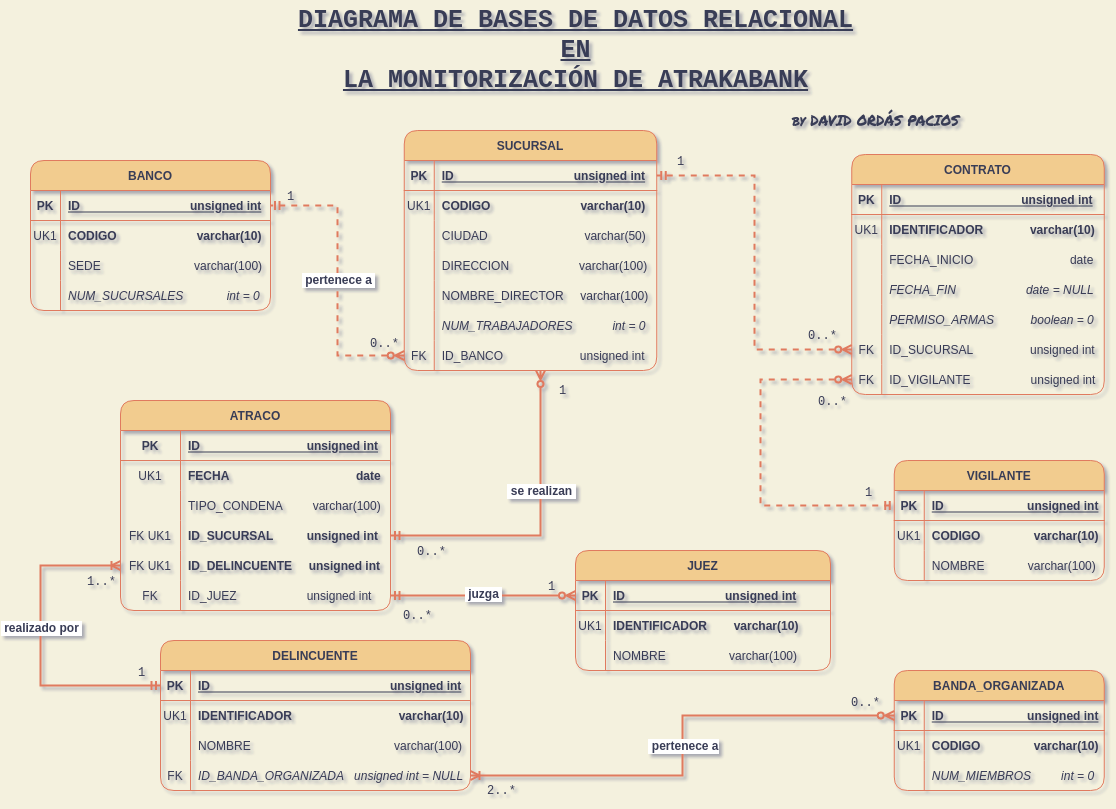 DIAGRAMA DE BASES DE DATOS RELACIONAL
EN
LA MONITORIZACIÓN DE ATRAKABANK
BY DAVID ORDÁS PACIOS
BANCO
PK ID unsigned int
UK1 CODIGO varchar(10)
SEDE varchar(100)
NUM_SUCURSALES int = 0
1
pertenece a
0..*
SUCURSAL
PK ID unsigned int
UK1 CODIGO varchar(10)
CIUDAD varchar(50)
DIRECCION varchar(100)
NOMBRE_DIRECTOR varchar(100)
NUM_TRABAJADORES int = 0
FK ID_BANCO unsigned int
1
0..*
CONTRATO
PK ID unsigned int
UK1 IDENTIFICADOR varchar(10)
FECHA_INICIO date
FECHA_FIN date = NULL
PERMISO_ARMAS boolean = 0
FK ID_SUCURSAL unsigned int
FK ID_VIGILANTE unsigned int
0..*
1
1
se realizan
0..*
ATRACO
PK ID unsigned int
UK1 FECHA date
TIPO_CONDENA varchar(100)
FK UK1 ID_SUCURSAL unsigned int
FK UK1 ID_DELINCUENTE unsigned int
FK ID_JUEZ unsigned int
VIGILANTE
PK ID unsigned int
UK1 CODIGO varchar(10)
NOMBRE varchar(100)
1
juzga
0..*
JUEZ
PK ID unsigned int
UK1 IDENTIFICADOR varchar(10)
NOMBRE varchar(100)
1..*
realizado por
1
DELINCUENTE
PK ID unsigned int
UK1 IDENTIFICADOR varchar(10)
NOMBRE varchar(100)
FK ID_BANDA_ORGANIZADA unsigned int = NULL
0..*
pertenece a
2..*
BANDA_ORGANIZADA
PK ID unsigned int
UK1 CODIGO varchar(10)
NUM_MIEMBROS int = 0